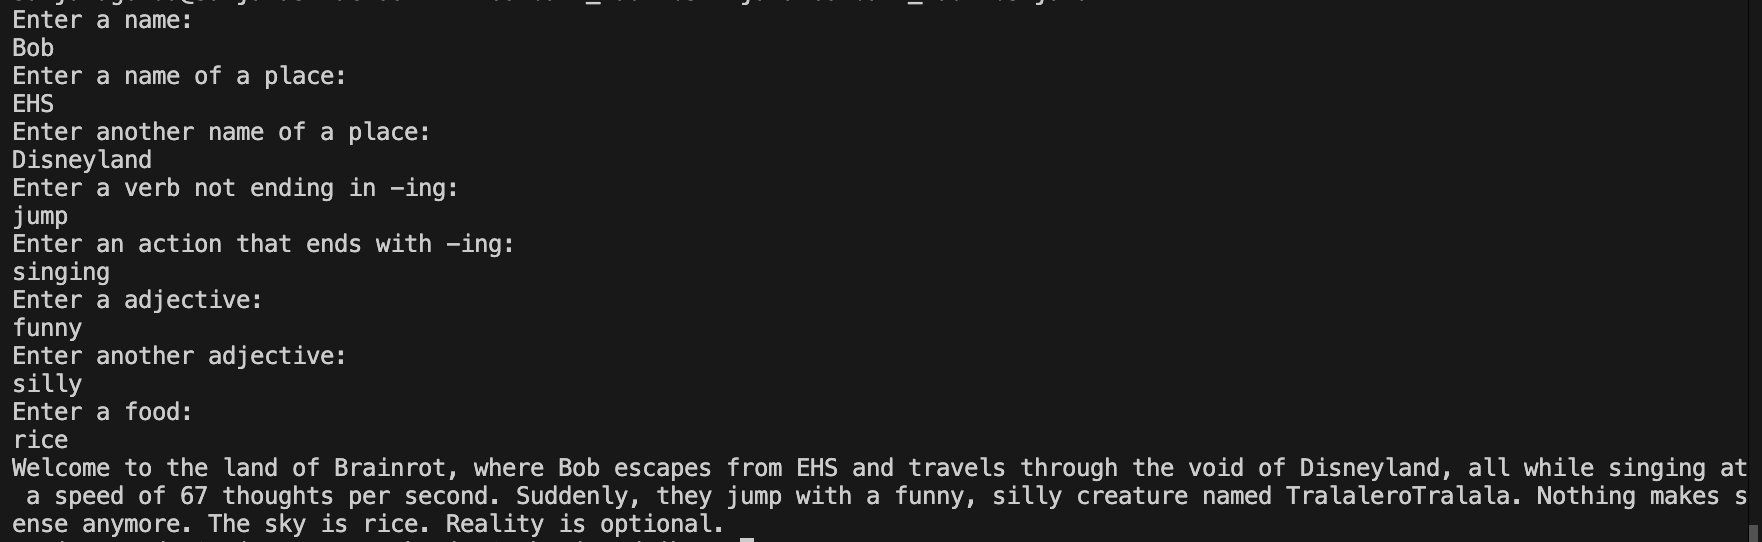 Enter a name:
Bob
Enter a name of a place:
EHS
Enter another name of a place:
Disneyland
Enter a verb not ending in -ing:
jump
Enter an action that ends with -ing:
singing
Enter a adjective:
funny
Enter another adjective:
silly
Enter a food:
rice
Welcome to the land of Brainrot, where Bob escapes from EHS and travels through the void of Disneyland, all while singing at
a speed of 67 thoughts per second. Suddenly, they jump with a funny, silly creature named TralaleroTralala. Nothing makes s
ense anymore. The sky is rice. Reality is optional.